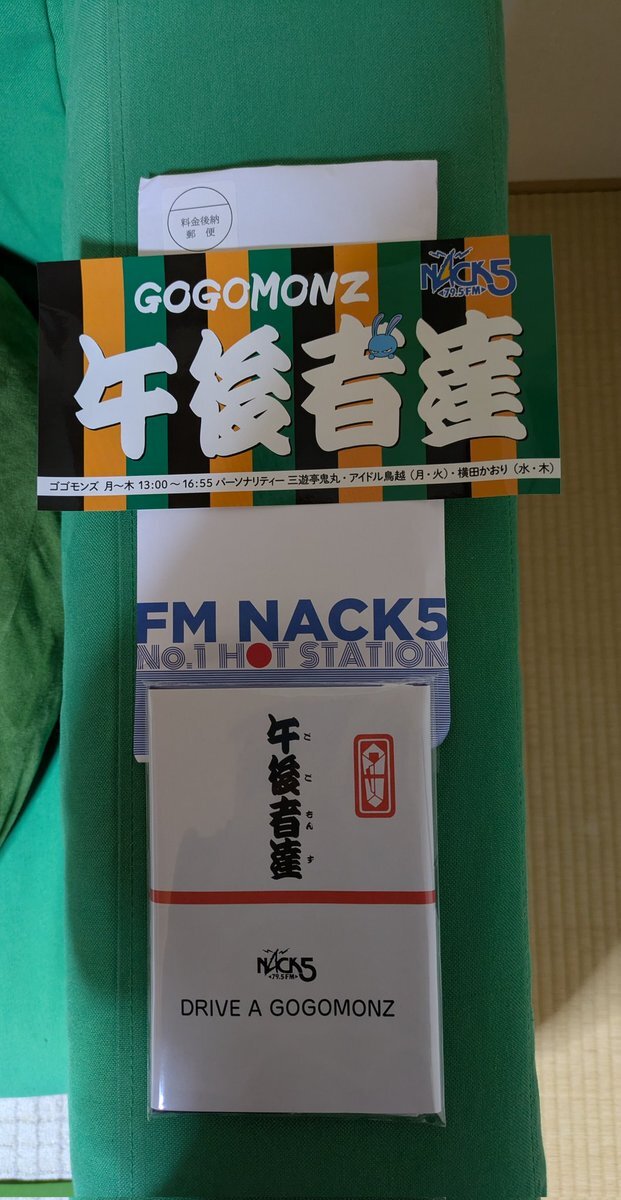 料金後納
郵便
GOGOMONZ
NACK5
79.5FM
午後者達
ゴゴモンズ 月〜木 13:00〜16:55 パーソナリティー 三遊亭鬼丸・アイドル鳥越（月・火）・横田かおり（水・木）
FM NACK5
No.1 HOT STATION
午後者達
ごごもんず
NACK5
79.5FM
DRIVE A GOGOMONZ